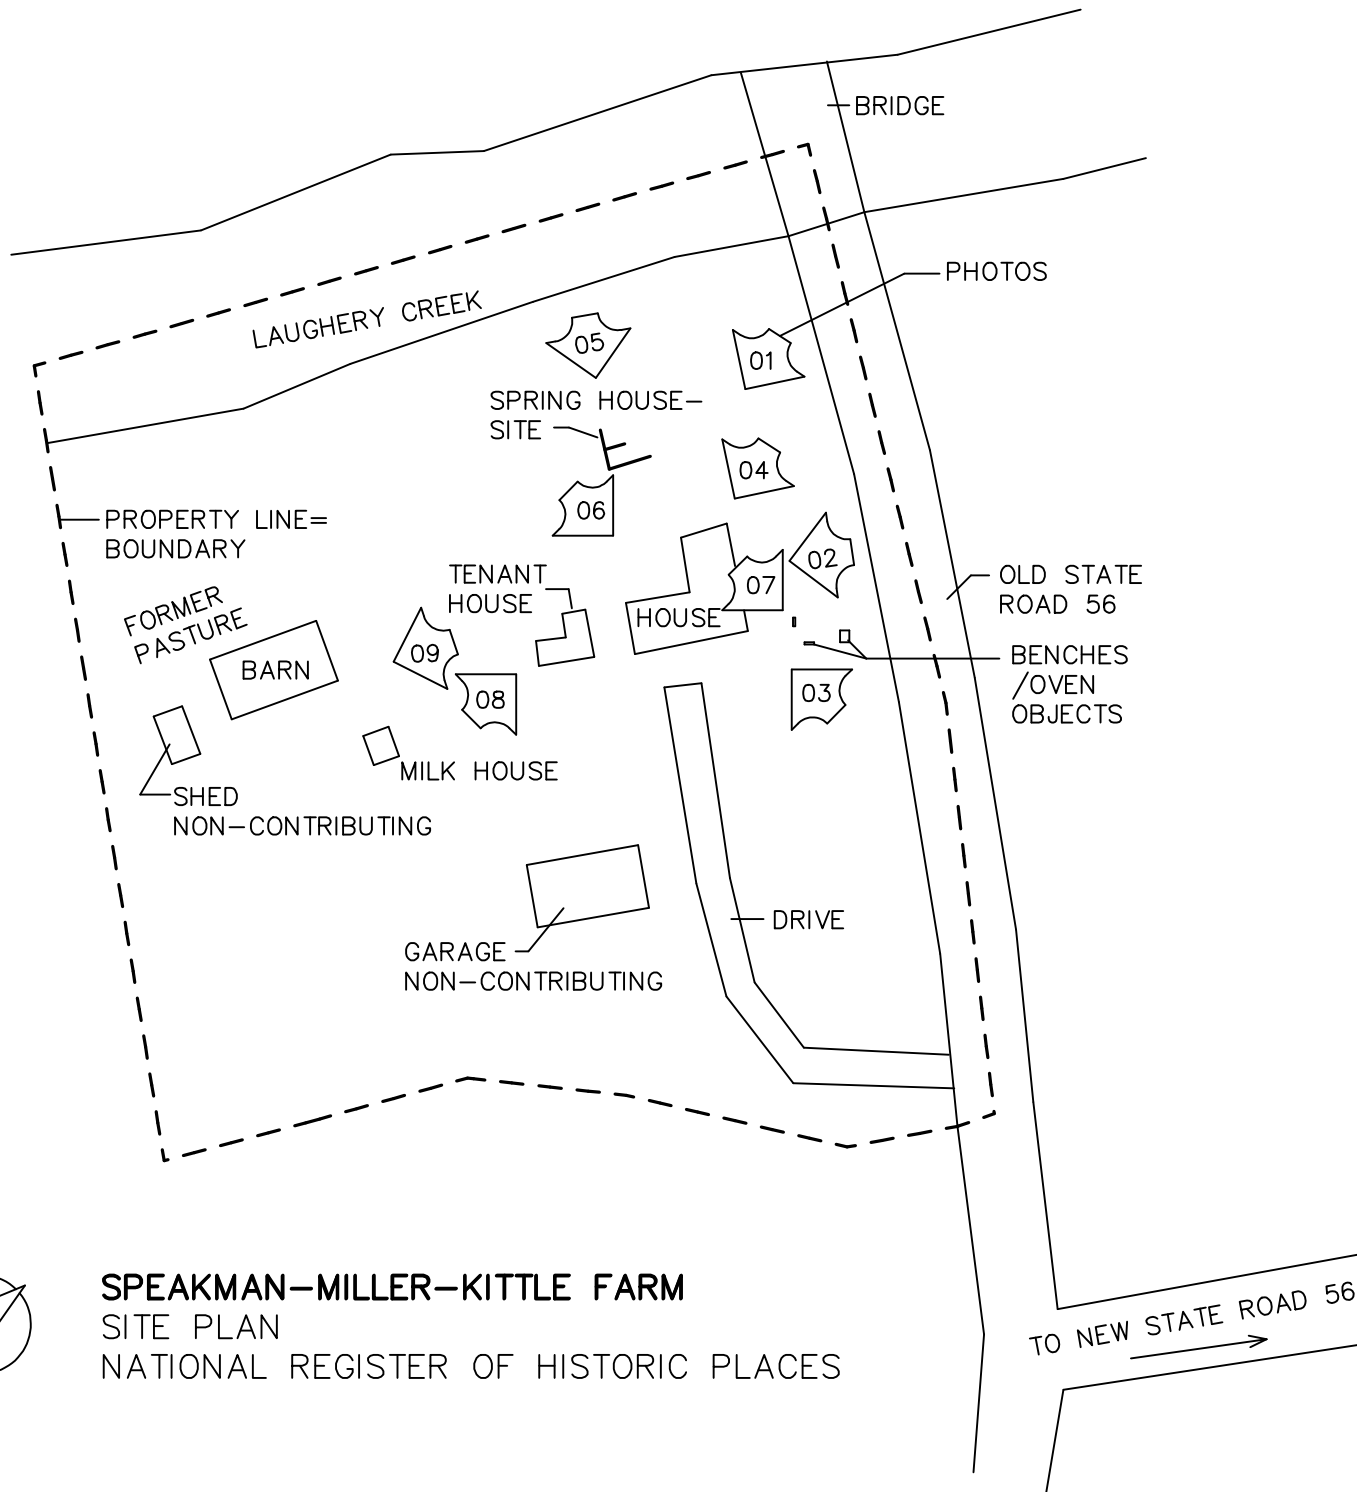 BRIDGE
PHOTOS
LAUGHERY CREEK
05
01
SPRING HOUSE-
SITE
04
06
PROPERTY LINE=
BOUNDARY
02
TENANT
HOUSE
07
OLD STATE
ROAD 56
FORMER
PASTURE
HOUSE
09
BARN
BENCHES
/OVEN
OBJECTS
08
03
MILK HOUSE
SHED
NON-CONTRIBUTING
DRIVE
GARAGE
NON-CONTRIBUTING
SPEAKMAN-MILLER-KITTLE FARM
SITE PLAN
NATIONAL REGISTER OF HISTORIC PLACES
TO NEW STATE ROAD 56